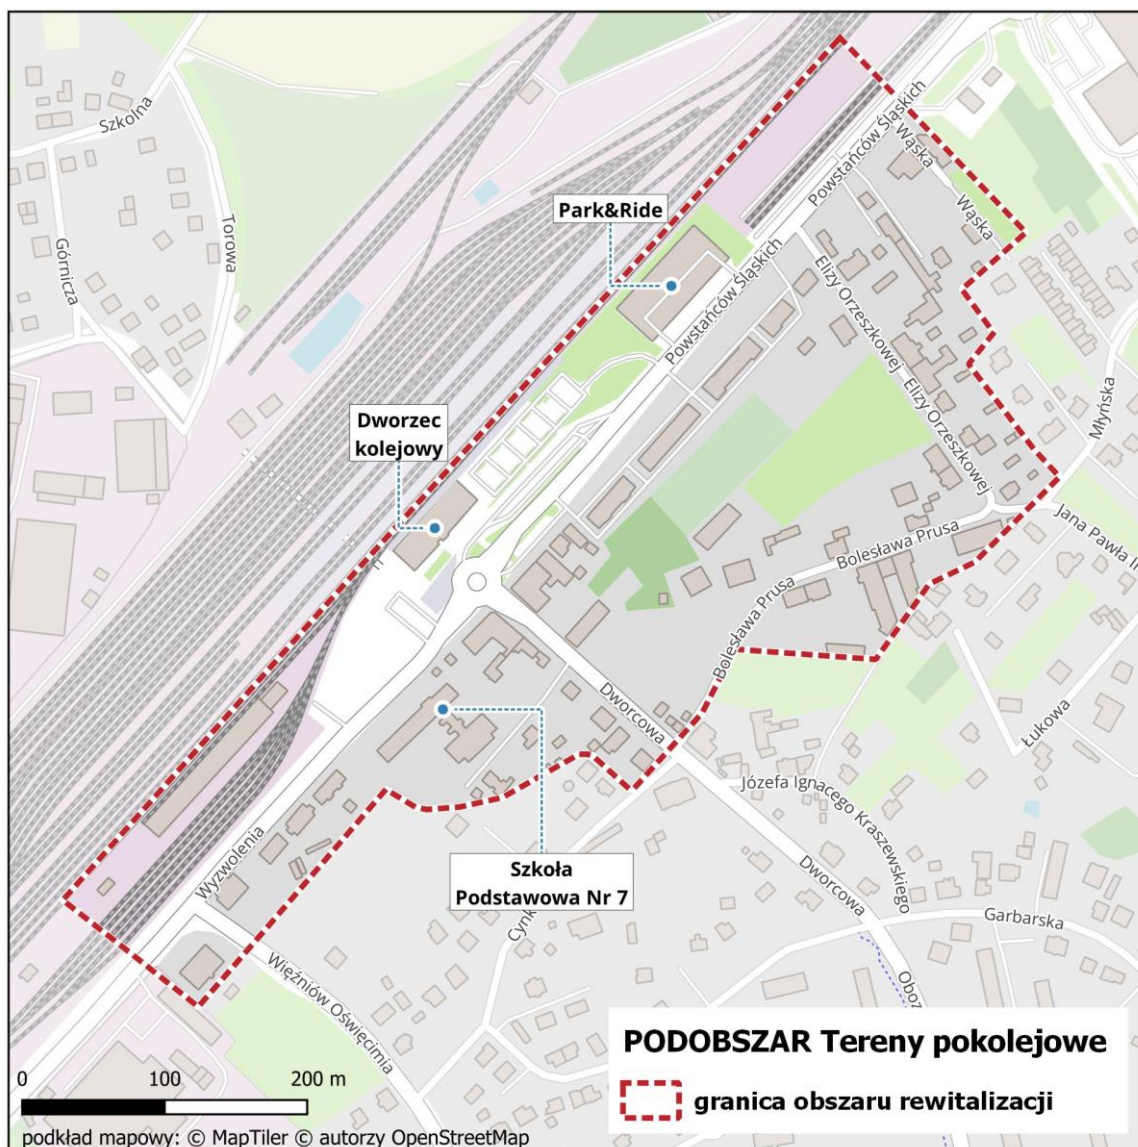 Szkolna
Powstańców Śląskich
Wąska
Park&Ride
Torowa
Wąska
Górnicza
Powstańców Śląskich
Elizy Orzeszkowej
Elizy Orzeszkowej
Młyńska
Dworzec
kolejowy
Bolesława Prusa
Jana Pawła II
Bolesława Prusa
Dworcowa
Łukowa
Józefa Ignacego Kraszewskiego
Wyzwolenia
Szkoła
Podstawowa Nr 7
Dworcowa
Garbarska
Cynk
Więźniów Oświęcimia
Oboz
PODOBSZAR Tereny pokolejowe
granica obszaru rewitalizacji
0 100 200 m
podkład mapowy: © MapTiler © autorzy OpenStreetMap